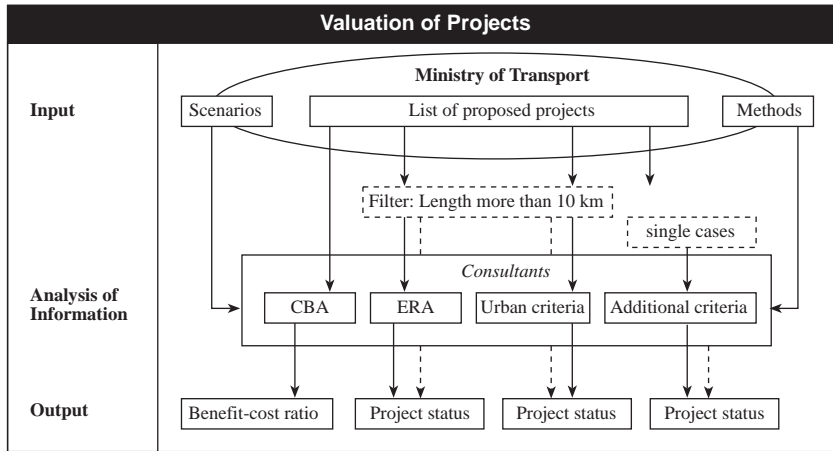 Valuation of Projects
Ministry of Transport
Input
Scenarios
List of proposed projects
Methods
Filter: Length more than 10 km
single cases
Consultants
Analysis of
Information
CBA
ERA
Urban criteria
Additional criteria
Output
Benefit-cost ratio
Project status
Project status
Project status